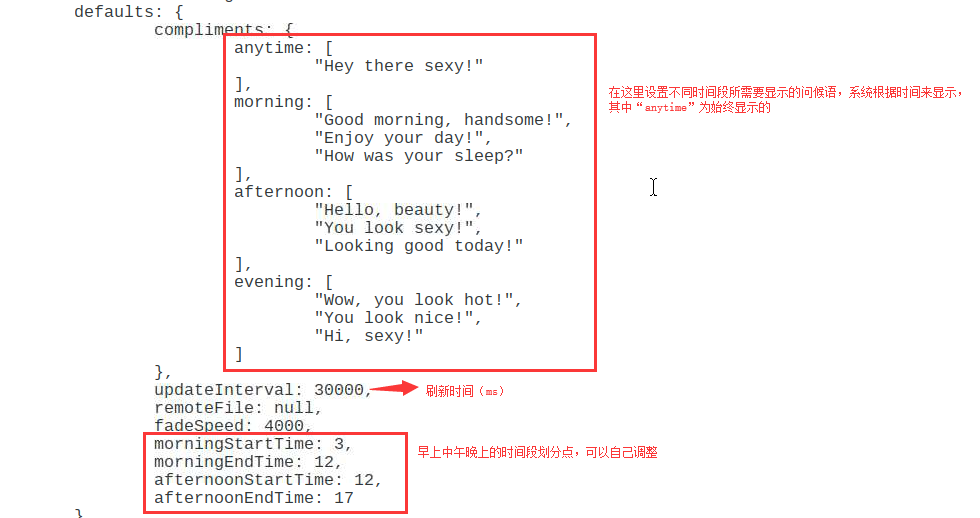 defaults: {
compliments: {
anytime: [
"Hey there sexy!"
],
morning: [
"Good morning, handsome!",
"Enjoy your day!",
"How was your sleep?"
],
afternoon: [
"Hello, beauty!",
"You look sexy!",
"Looking good today!"
],
evening: [
"Wow, you look hot!",
"You look nice!",
"Hi, sexy!"
]
},
在这里设置不同时间段所需要显示的问候语，系统根据时间来显示，
其中“anytime”为始终显示的
updateInterval: 30000,
刷新时间（ms）
remoteFile: null,
fadeSpeed: 4000,
morningStartTime: 3,
morningEndTime: 12,
afternoonStartTime: 12,
afternoonEndTime: 17
早上中午晚上的时间段划分点，可以自己调整
}